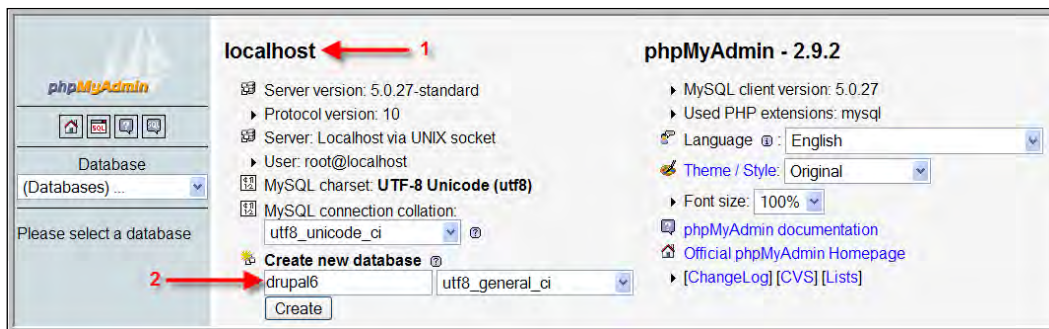 phpMyAdmin
SQL
Database
(Databases) ...
Please select a database
localhost
1
Server version: 5.0.27-standard
Protocol version: 10
Server: Localhost via UNIX socket
User: root@localhost
MySQL charset: UTF-8 Unicode (utf8)
MySQL connection collation:
utf8_unicode_ci
Create new database
2
drupal6
utf8_general_ci
Create
phpMyAdmin - 2.9.2
MySQL client version: 5.0.27
Used PHP extensions: mysql
Language : English
Theme / Style: Original
Font size: 100%
phpMyAdmin documentation
Official phpMyAdmin Homepage
[ChangeLog] [CVS] [Lists]